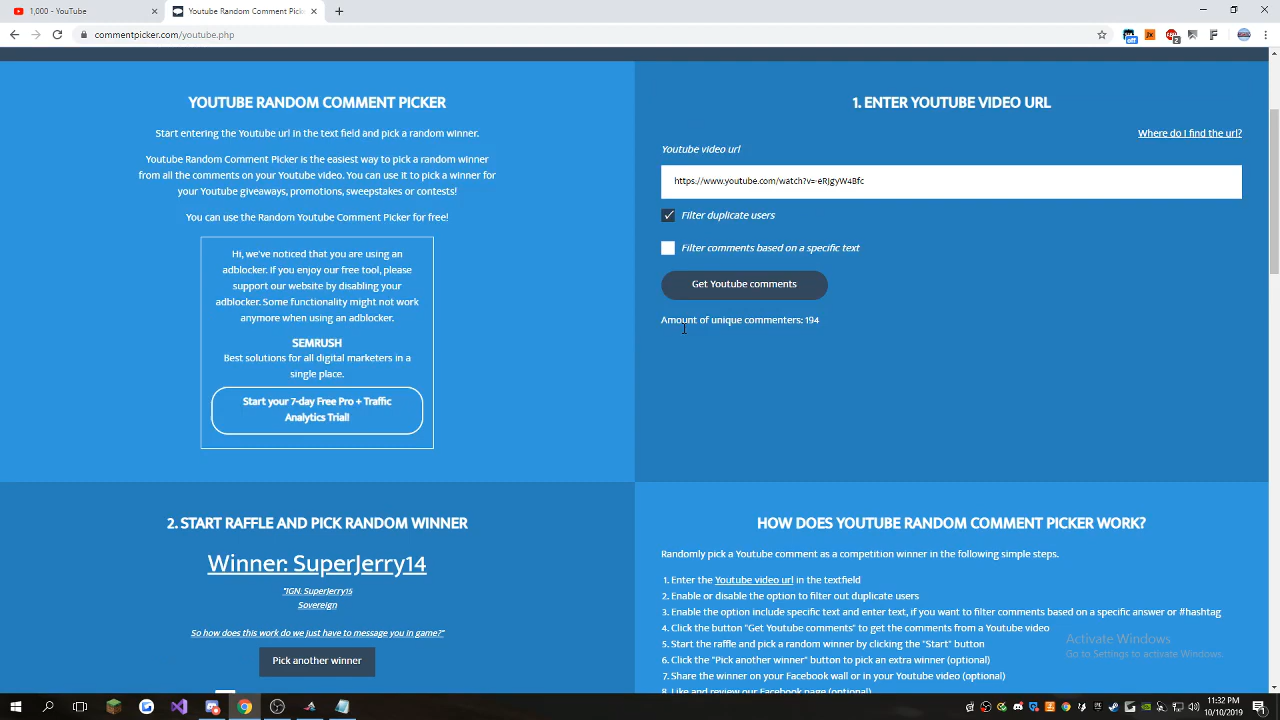 1,000 - YouTube
Youtube Random Comment Pick
commentpicker.com/youtube.php
off
2
YOUTUBE RANDOM COMMENT PICKER
Start entering the Youtube url in the text field and pick a random winner.
Youtube Random Comment Picker is the easiest way to pick a random winner
from all the comments on your Youtube video. You can use it to pick a winner for
your Youtube giveaways, promotions, sweepstakes or contests!
You can use the Random Youtube Comment Picker for free!
Hi, we've noticed that you are using an
adblocker. If you enjoy our free tool, please
support our website by disabling your
adblocker. Some functionality might not work
anymore when using an adblocker.
SEMRUSH
Best solutions for all digital marketers in a
single place.
Start your 7-day Free Pro + Traffic
Analytics Trial!
1. ENTER YOUTUBE VIDEO URL
Where do I find the url?
Youtube video url
https://www.youtube.com/watch?v=-eRJgyW4Bfc
Filter duplicate users
Filter comments based on a specific text
Get Youtube comments
Amount of unique commenters: 194
2. START RAFFLE AND PICK RANDOM WINNER
Winner: SuperJerry14
"IGN: SuperJerry15
Sovereign
So how does this work do we just have to message you in game?"
Pick another winner
HOW DOES YOUTUBE RANDOM COMMENT PICKER WORK?
Randomly pick a Youtube comment as a competition winner in the following simple steps.
1. Enter the Youtube video url in the textfield
2. Enable or disable the option to filter out duplicate users
3. Enable the option include specific text and enter text, if you want to filter comments based on a specific answer or #hashtag
4. Click the button "Get Youtube comments" to get the comments from a Youtube video
5. Start the raffle and pick a random winner by clicking the "Start" button
6. Click the "Pick another winner" button to pick an extra winner (optional)
7. Share the winner on your Facebook wall or in your Youtube video (optional)
8. Like and review our Facebook page (optional)
Activate Windows
Go to Settings to activate Windows.
11:32 PM
10/10/2019